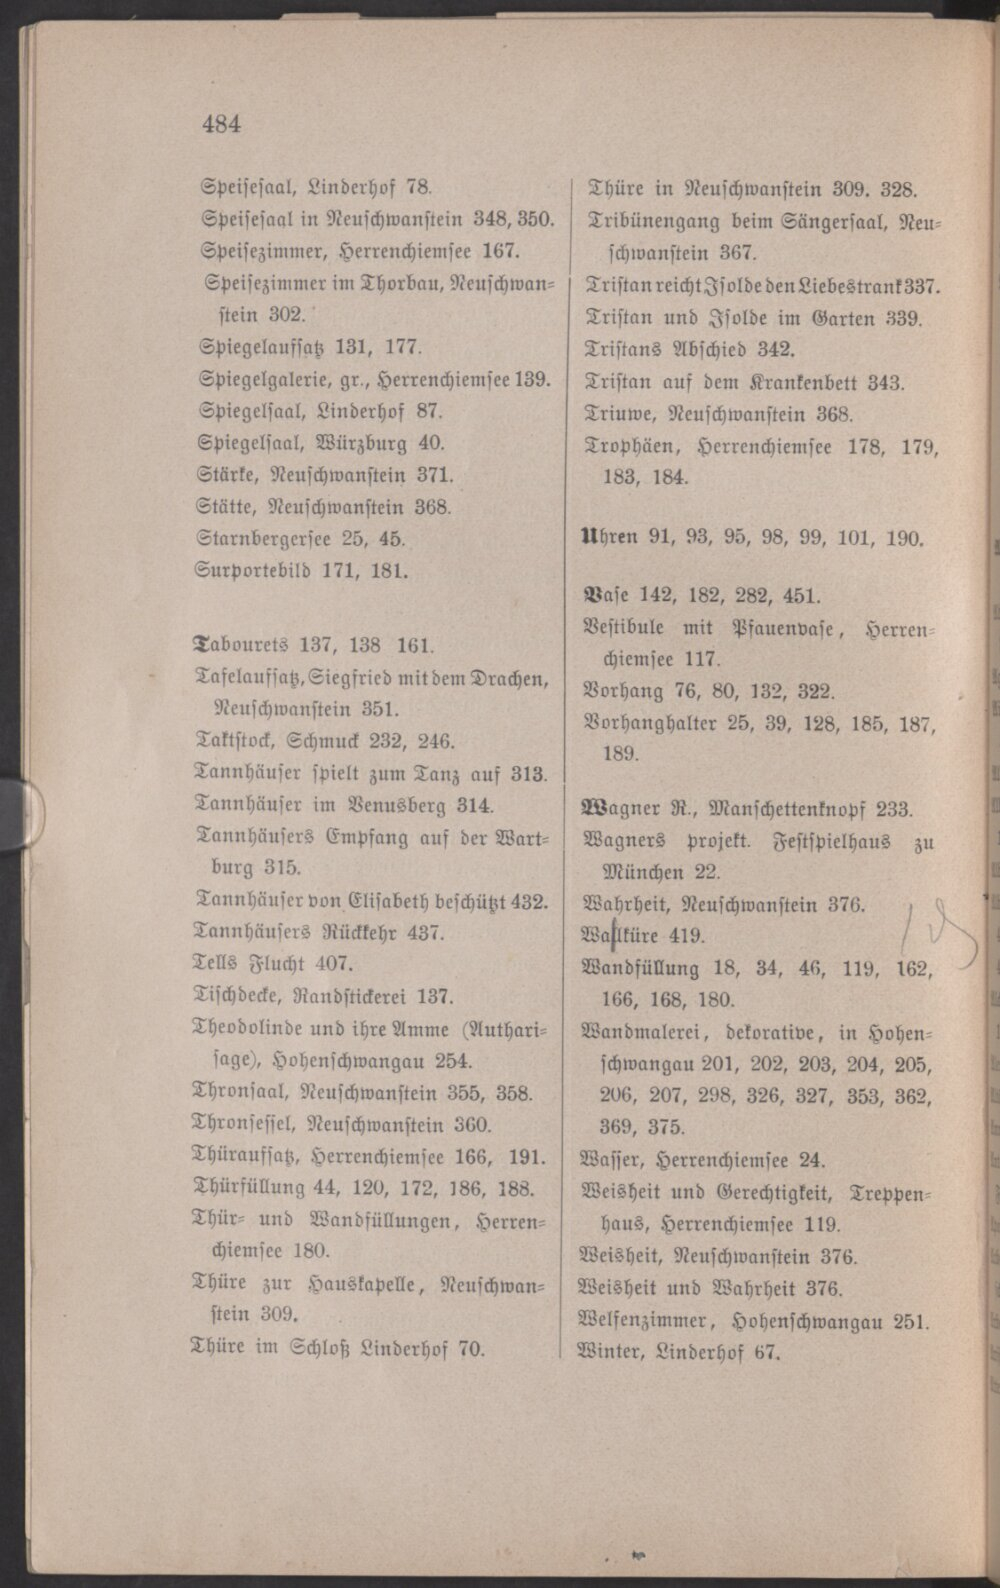 484
Speisesaal, Linderhof 78.
Speisesaal in Neuschwanstein 348, 350.
Speisezimmer, Herrenchiemsee 167.
Speisezimmer im Thorbau, Neuschwan-
stein 302.
Spiegelaufsatz 131, 177.
Spiegelgalerie, gr., Herrenchiemsee 139.
Spiegelsaal, Linderhof 87.
Spiegelsaal, Würzburg 40.
Stärke, Neuschwanstein 371.
Stätte, Neuschwanstein 368.
Starnbergersee 25, 45.
Surportebild 171, 181.
Tabourets 137, 138 161.
Tafelaufsatz, Siegfried mit dem Drachen,
Neuschwanstein 351.
Taktstock, Schmuck 232, 246.
Tannhäuser spielt zum Tanz auf 313.
Tannhäuser im Venusberg 314.
Tannhäusers Empfang auf der Wart-
burg 315.
Tannhäuser von Elisabeth beschützt 432.
Tannhäusers Rückkehr 437.
Tells Flucht 407.
Tischdecke, Randstickerei 137.
Theodolinde und ihre Amme (Authari-
sage), Hohenschwangau 254.
Thronsaal, Neuschwanstein 355, 358.
Thronsessel, Neuschwanstein 360.
Thüraufsatz, Herrenchiemsee 166, 191.
Thürfüllung 44, 120, 172, 186, 188.
Thür- und Wandfüllungen, Herren-
chiemsee 180.
Thüre zur Hauskapelle, Neuschwan-
stein 309.
Thüre im Schloß Linderhof 70.
Thüre in Neuschwanstein 309. 328.
Tribünengang beim Sängersaal, Neu-
schwanstein 367.
Tristan reicht Isolde den Liebestrank 337.
Tristan und Isolde im Garten 339.
Tristans Abschied 342.
Tristan auf dem Krankenbett 343.
Triuwe, Neuschwanstein 368.
Trophäen, Herrenchiemsee 178, 179,
183, 184.
Uhren 91, 93, 95, 98, 99, 101, 190.
Vase 142, 182, 282, 451.
Vestibule mit Pfauenvase, Herren-
chiemsee 117.
Vorhang 76, 80, 132, 322.
Vorhanghalter 25, 39, 128, 185, 187,
189.
Wagner R., Manschettenknopf 233.
Wagners projekt. Festspielhaus zu
München 22.
Wahrheit, Neuschwanstein 376.
Wallküre 419.
Wandfüllung 18, 34, 46, 119, 162,
166, 168, 180.
Wandmalerei, dekorative, in Hohen-
schwangau 201, 202, 203, 204, 205,
206, 207, 298, 326, 327, 353, 362,
369, 375.
Wasser, Herrenchiemsee 24.
Weisheit und Gerechtigkeit, Treppen-
haus, Herrenchiemsee 119.
Weisheit, Neuschwanstein 376.
Weisheit und Wahrheit 376.
Welfenzimmer, Hohenschwangau 251.
Winter, Linderhof 67.